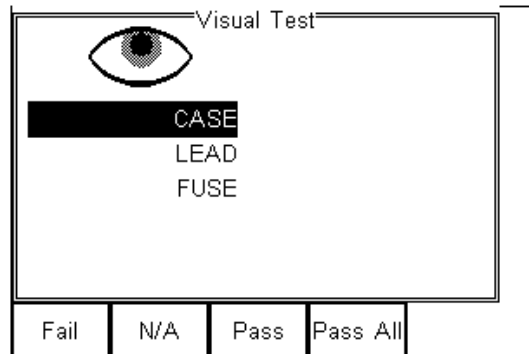 Visual Test
CASE
LEAD
FUSE
Fail N/A Pass Pass All